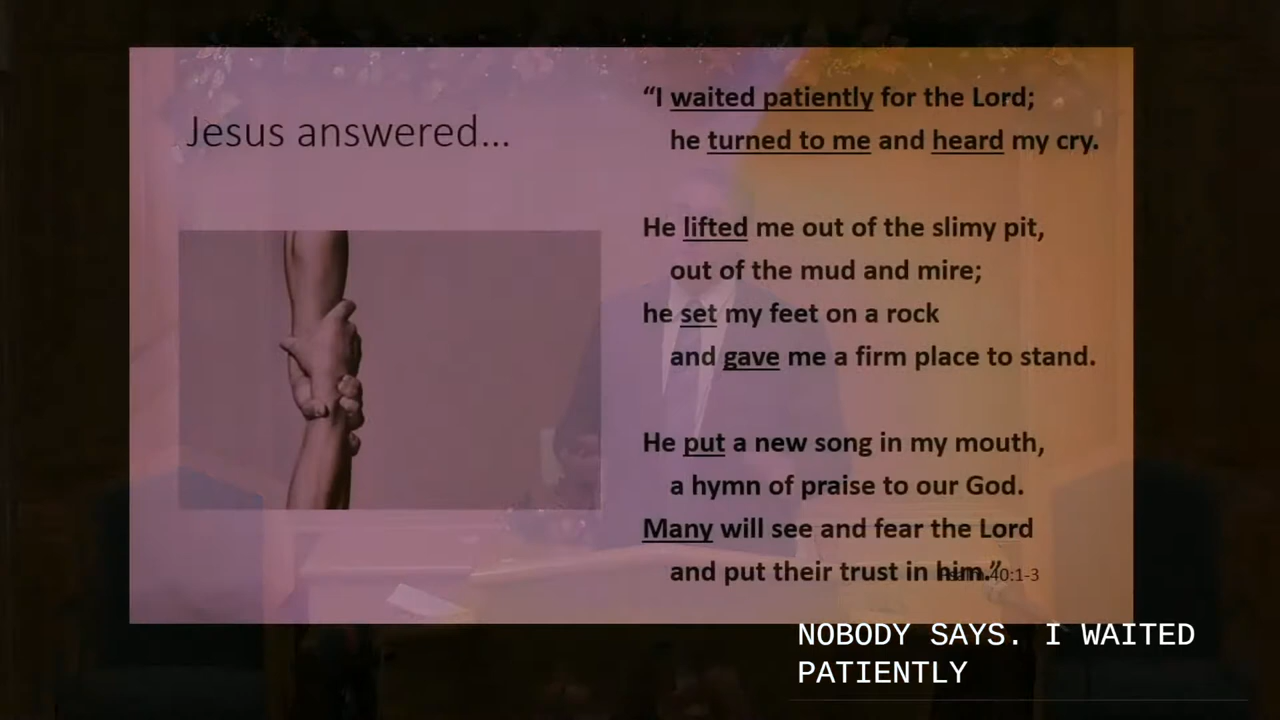 Jesus answered...
“I waited patiently for the Lord;
he turned to me and heard my cry.
He lifted me out of the slimy pit,
out of the mud and mire;
he set my feet on a rock
and gave me a firm place to stand.
He put a new song in my mouth,
a hymn of praise to our God.
Many will see and fear the Lord
and put their trust in him.”
40:1-3
NOBODY SAYS. I WAITED
PATIENTLY